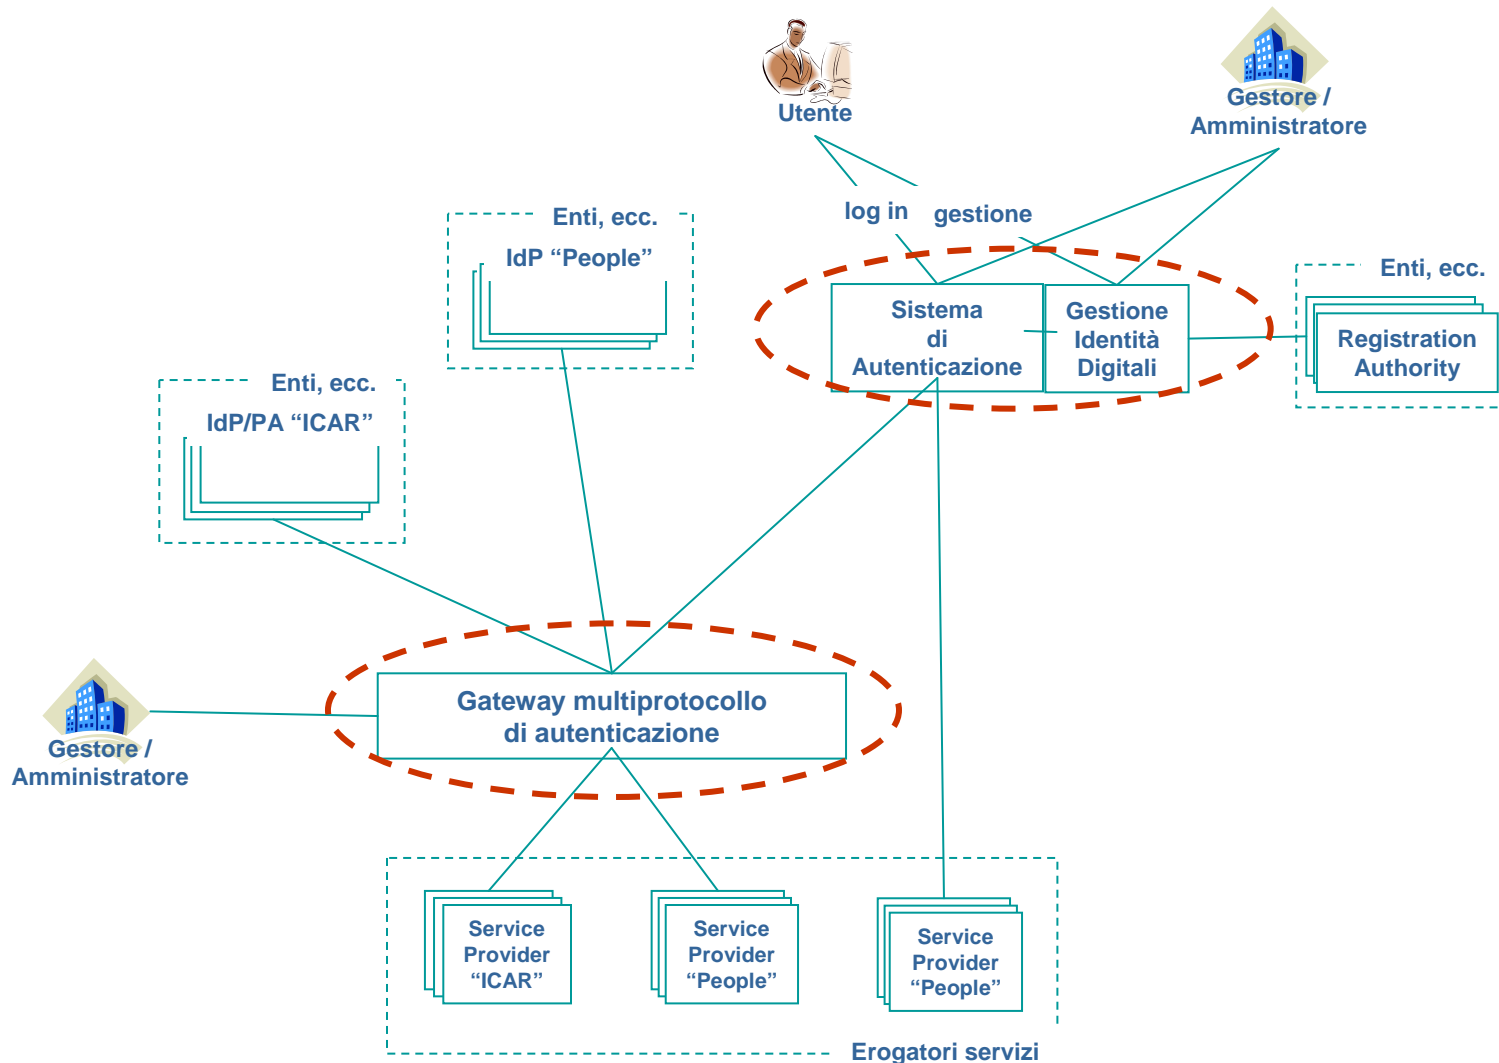 Utente
Gestore /
Amministratore
log in
gestione
Enti, ecc.
IdP “People”
Sistema
di
Autenticazione
Gestione
Identità
Digitali
Enti, ecc.
Registration
Authority
Enti, ecc.
IdP/PA “ICAR”
Gateway multiprotocollo
di autenticazione
Gestore /
Amministratore
Service
Provider
“ICAR”
Service
Provider
“People”
Service
Provider
“People”
Erogatori servizi